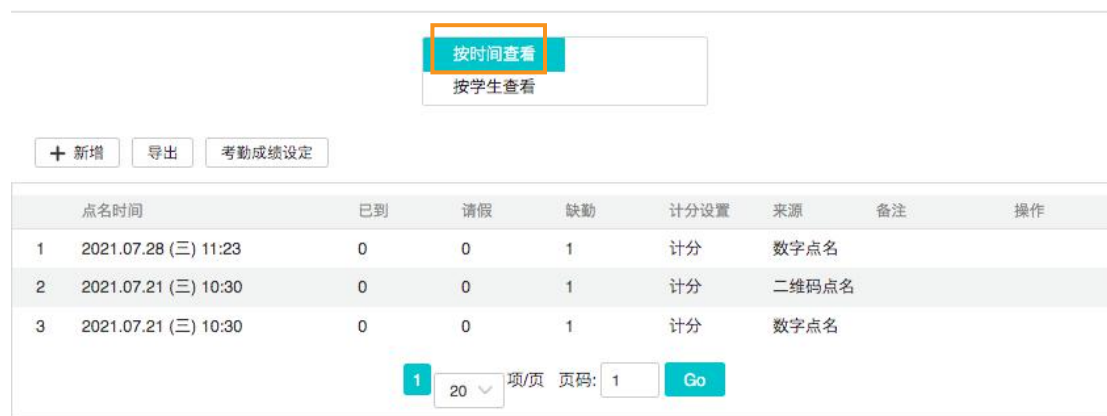 按时间查看
按学生查看
新增 导出 考勤成绩设定
点名时间 已到 请假 缺勤 计分设置 来源 备注 操作
1 2021.07.28 (三) 11:23 0 0 1 计分 数字点名
2 2021.07.21 (三) 10:30 0 0 1 计分 二维码点名
3 2021.07.21 (三) 10:30 0 0 1 计分 数字点名
1 20 项/页 页码: 1 Go